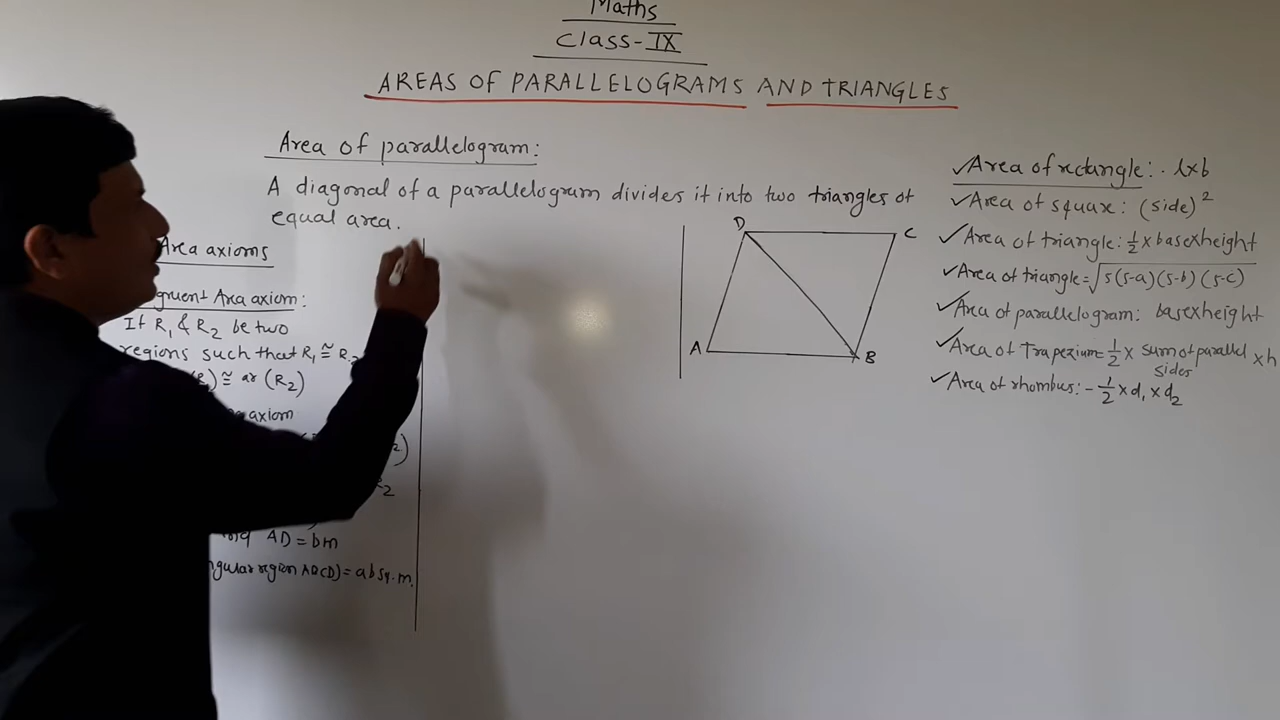 Maths
Class-IX
AREAS OF PARALLELOGRAMS AND TRIANGLES
Area of parallelogram:
A diagonal of a parallelogram divides it into two triangles of
equal area.
Area axioms
Area axiom:
If R₁ & R₂ be two
regions such that R₁ ≅ R₂
≅ ar (R₂)
axiom
AD = bm
region ABCD) = ab sq. m.
D C
A B
✓Area of rectangle: l×b
✓Area of square: (side)²
✓Area of triangle: ½ × base×height
✓Area of triangle=√s(s-a)(s-b)(s-c)
✓Area of parallelogram: base×height
✓Area of Trapezium=½ × sum of parallel sides × h
✓Area of rhombus: - ½ × d₁ × d₂